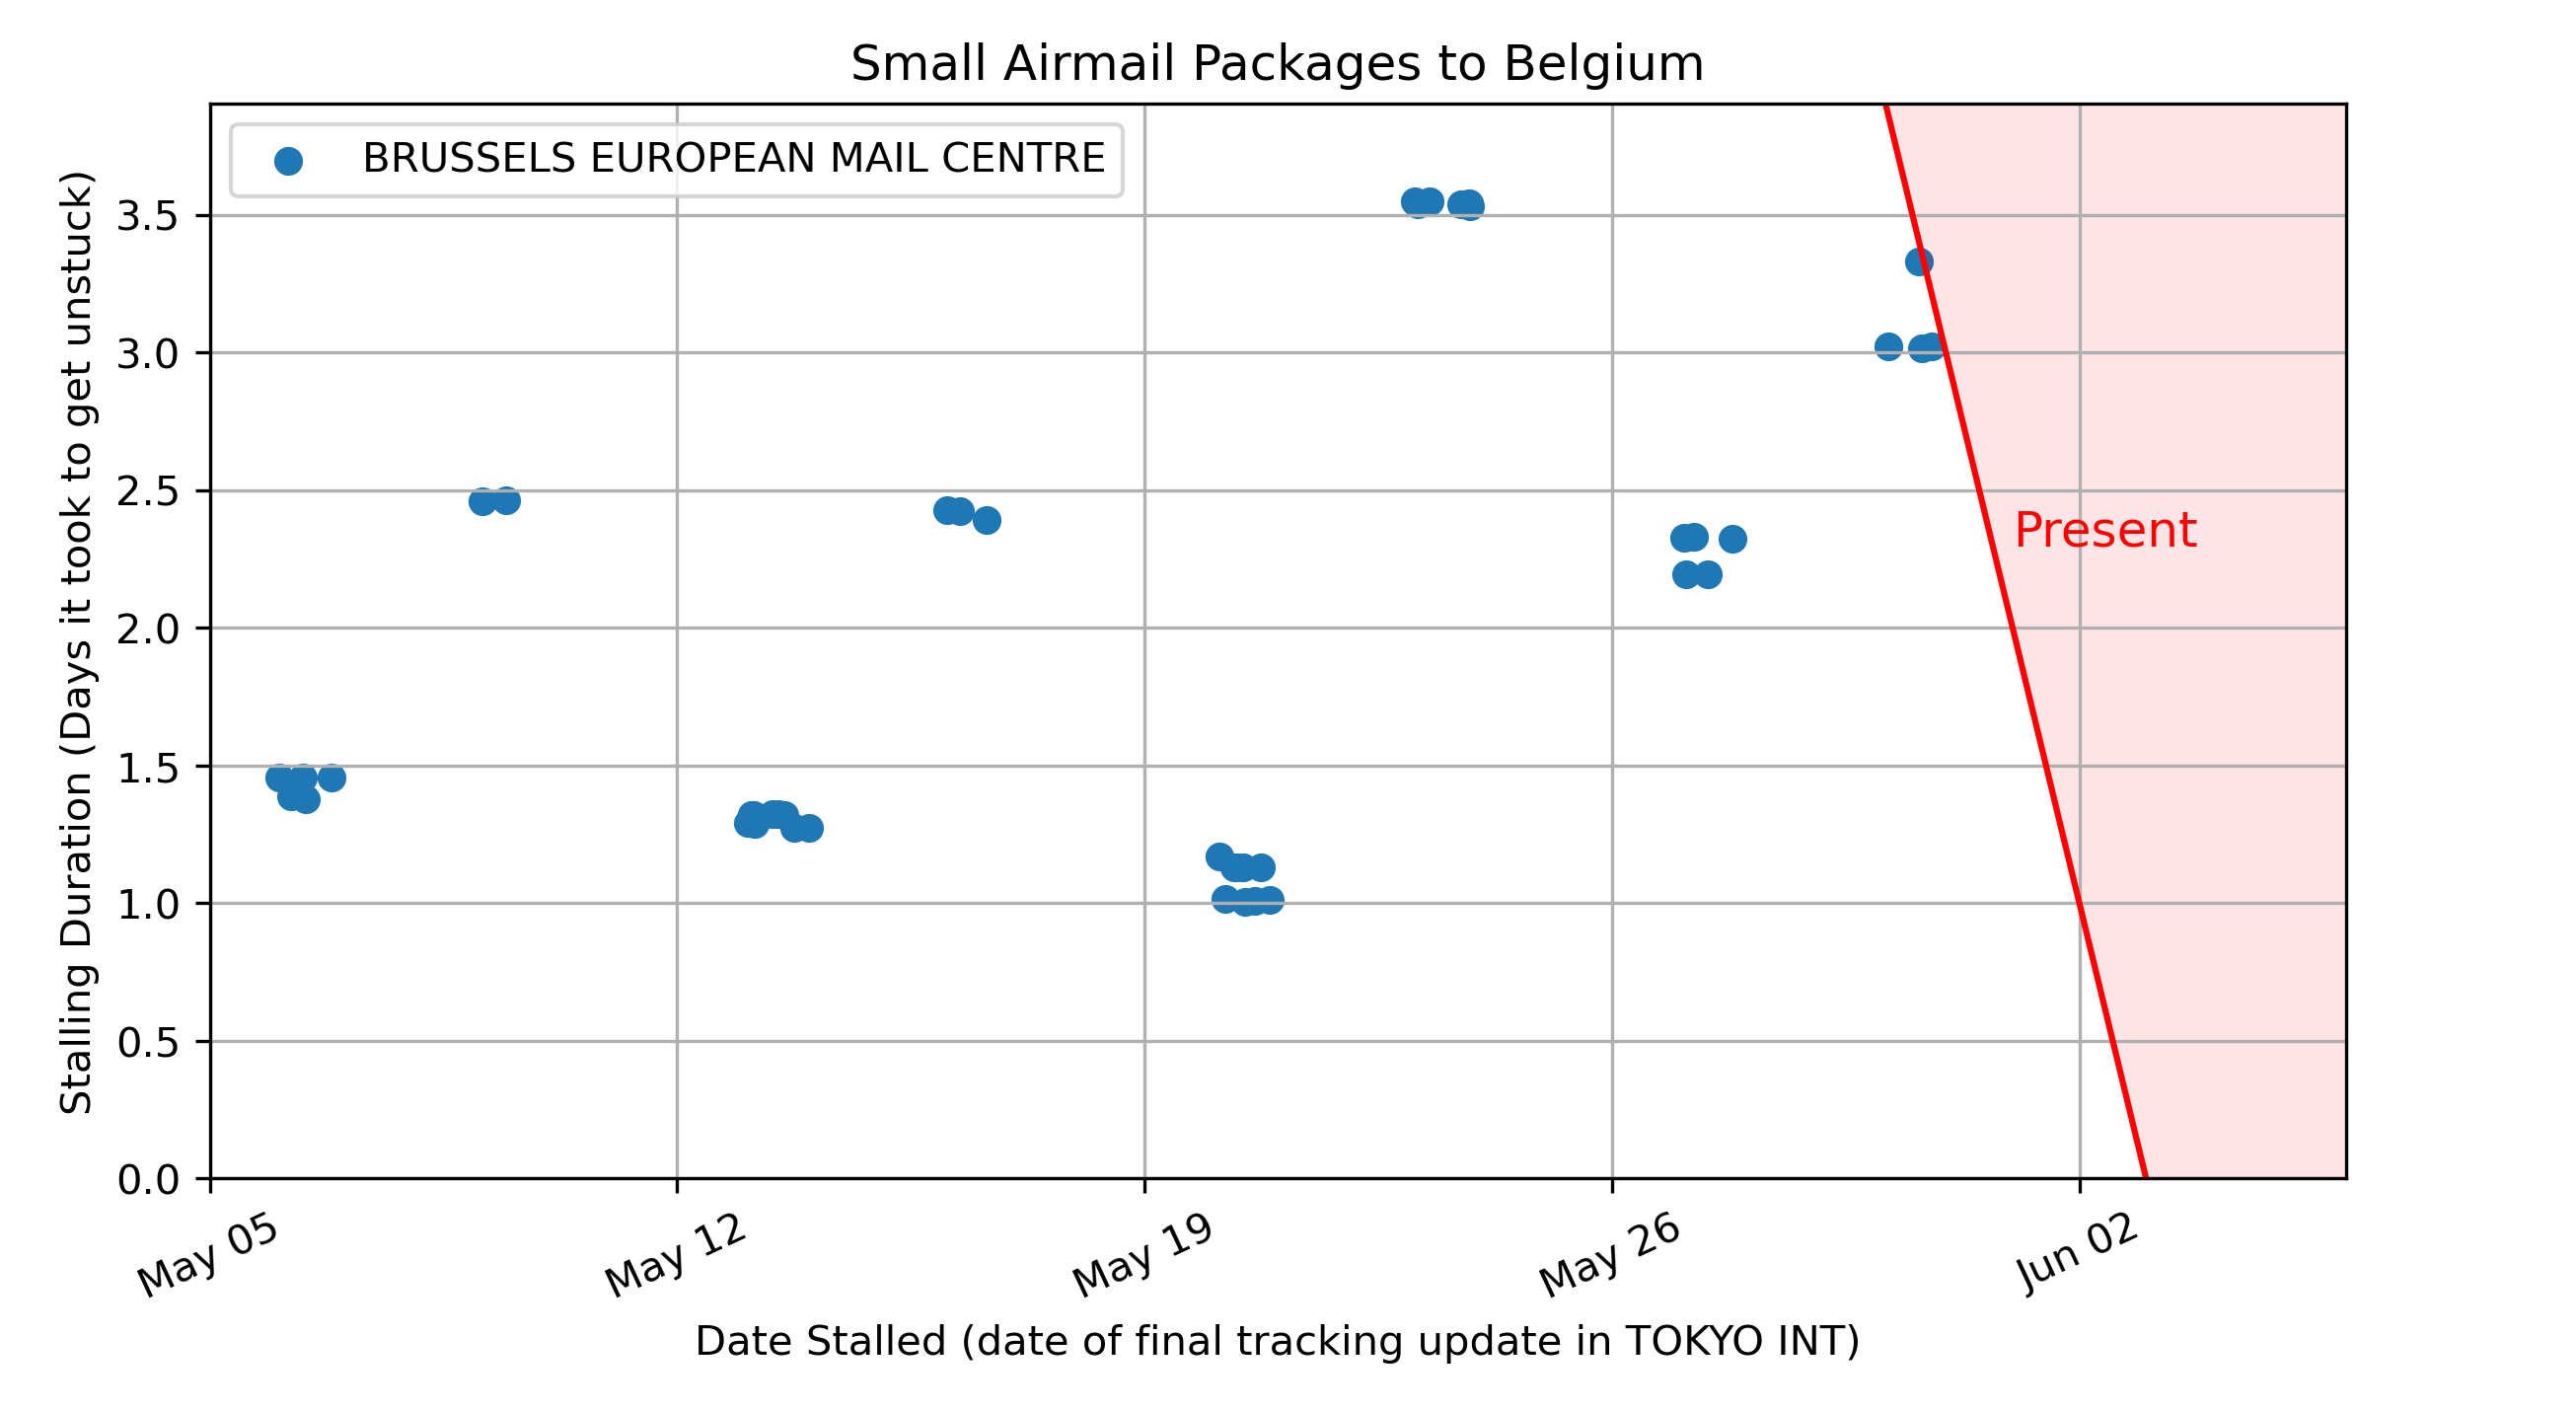 Small Airmail Packages to Belgium
BRUSSELS EUROPEAN MAIL CENTRE
Stalling Duration (Days it took to get unstuck)
3.5
3.0
2.5
2.0
1.5
1.0
0.5
0.0
Present
May 05
May 12
May 19
May 26
Jun 02
Date Stalled (date of final tracking update in TOKYO INT)